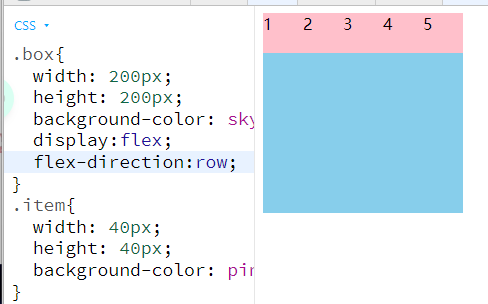 CSS
.box{
width: 200px;
height: 200px;
background-color: sky
display:flex;
flex-direction:row;
}
.item{
width: 40px;
height: 40px;
background-color: pin
}
1 2 3 4 5